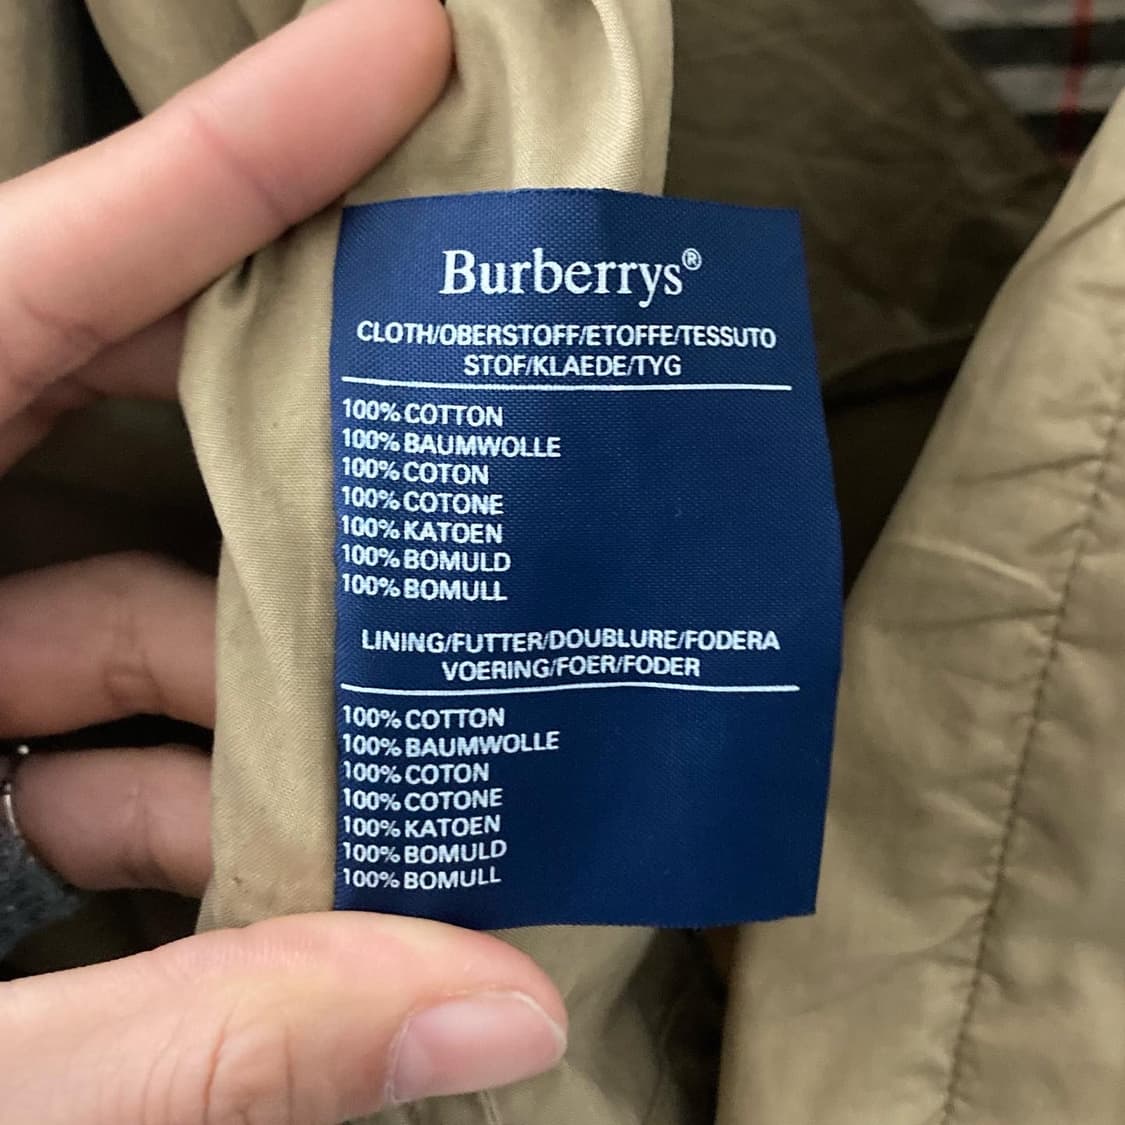 Burberrys®
CLOTH/OBERSTOFF/ETOFFE/TESSUTO
STOF/KLAEDE/TYG
100% COTTON
100% BAUMWOLLE
100% COTON
100% COTONE
100% KATOEN
100% BOMULD
100% BOMULL
LINING/FUTTER/DOUBLURE/FODERA
VOERING/FOER/FODER
100% COTTON
100% BAUMWOLLE
100% COTON
100% COTONE
100% KATOEN
100% BOMULD
100% BOMULL